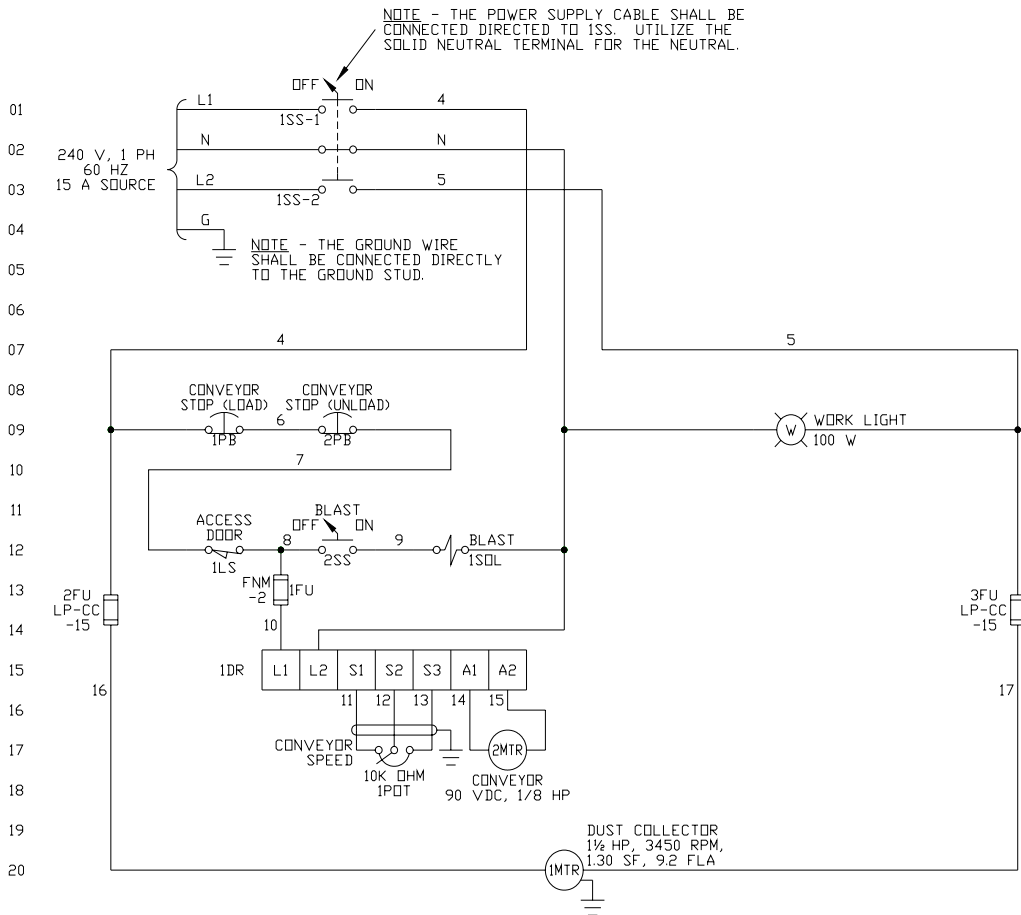 NOTE - THE POWER SUPPLY CABLE SHALL BE
CONNECTED DIRECTED TO 1SS. UTILIZE THE
SOLID NEUTRAL TERMINAL FOR THE NEUTRAL.
OFF ON
01 L1 4
1SS-1
02 N N
240 V, 1 PH
60 HZ
15 A SOURCE
03 L2 5
1SS-2
04 G
NOTE - THE GROUND WIRE
SHALL BE CONNECTED DIRECTLY
TO THE GROUND STUD.
05
06
07 4 5
08
CONVEYOR
STOP (LOAD)
CONVEYOR
STOP (UNLOAD)
09 6
1PB 2PB
W WORK LIGHT
100 W
10 7
11
ACCESS
DOOR
BLAST
OFF ON
12 8 9
1LS 2SS
BLAST
1SOL
13
FNM
-2
1FU
2FU
LP-CC
-15
3FU
LP-CC
-15
14 10
15 1DR L1 L2 S1 S2 S3 A1 A2
16 11 12 13 14 15
16 17
17
CONVEYOR
SPEED
10K OHM
1POT
2MTR
CONVEYOR
90 VDC, 1/8 HP
18
19
DUST COLLECTOR
1½ HP, 3450 RPM,
1.30 SF, 9.2 FLA
20 1MTR